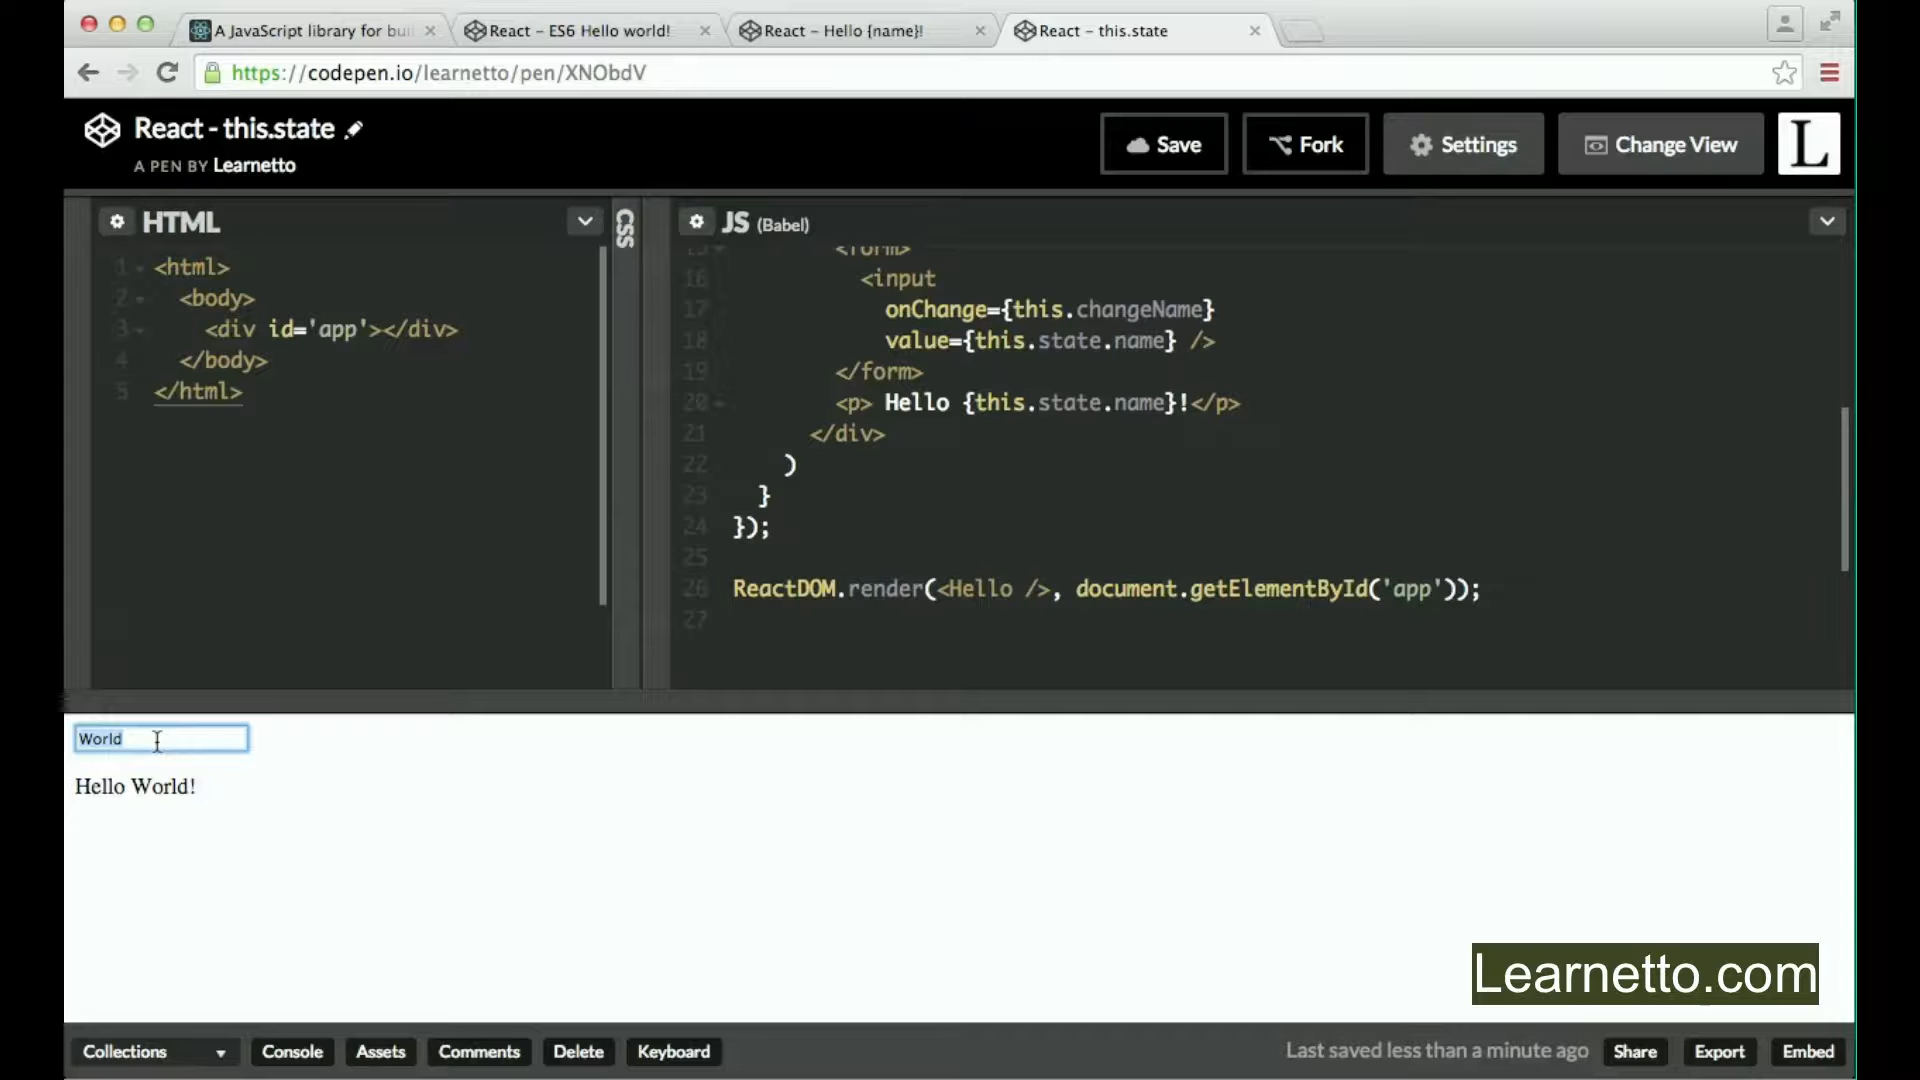 A JavaScript library for bui
React - ES6 Hello world!
React - Hello {name}!
React - this.state
https://codepen.io/learnetto/pen/XNObdV
React - this.state
A PEN BY Learnetto
Save
Fork
Settings
Change View
L
HTML
1 <html>
2 <body>
3 <div id='app'></div>
4 </body>
5 </html>
CSS
JS (Babel)
15 <form>
16 <input
17 onChange={this.changeName}
18 value={this.state.name} />
19 </form>
20 <p> Hello {this.state.name}!</p>
21 </div>
22 )
23 }
24 });
25
26 ReactDOM.render(<Hello />, document.getElementById('app'));
27
World
Hello World!
Learnetto.com
Collections
Console
Assets
Comments
Delete
Keyboard
Last saved less than a minute ago
Share
Export
Embed